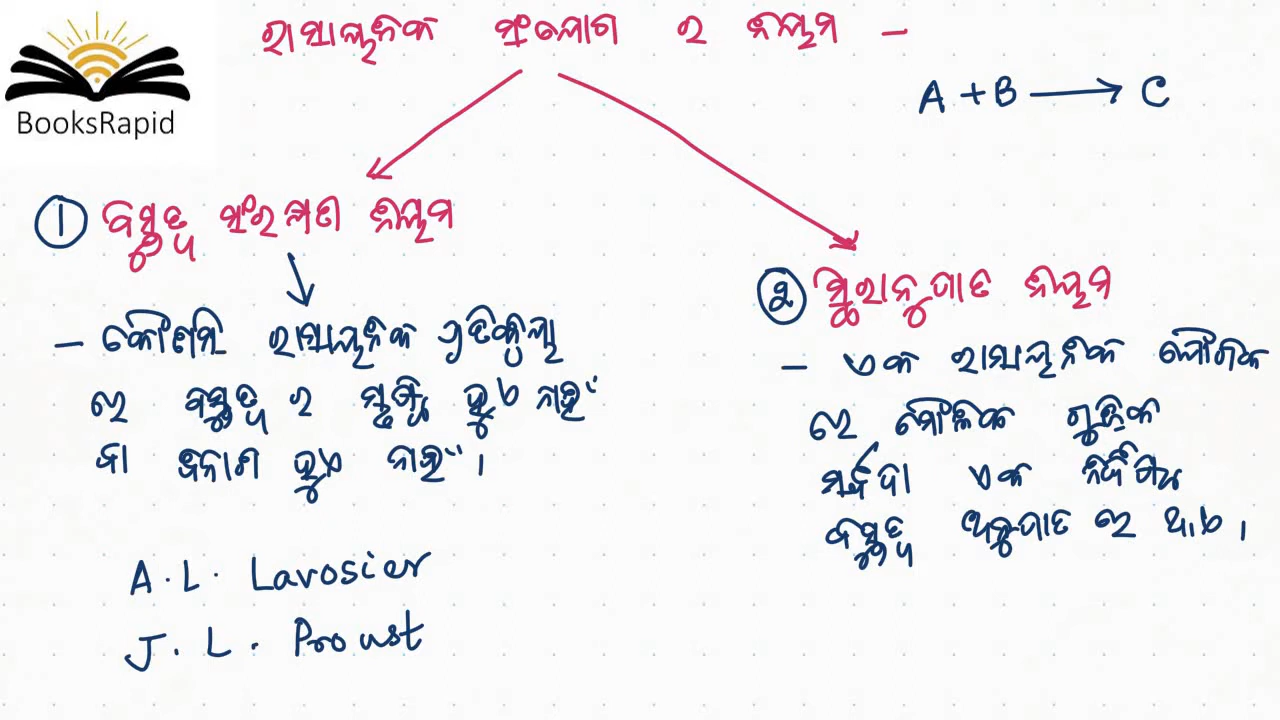 BooksRapid
ରାସାୟନିକ ସଂଯୋଗ ର ନିୟମ –
A + B ⟶ C
① ବସ୍ତୁତ୍ୱ ସଂରକ୍ଷଣ ନିୟମ
– କୌଣସି ରାସାୟନିକ ପ୍ରତିକ୍ରିୟା
ରେ ବସ୍ତୁତ୍ୱ ର ସୃଷ୍ଟି ହୁଏ ନାହିଁ
ବା ବିନାଶ ହୁଏ ନାହିଁ ।
A. L. Lavosier
J. L. Proust
② ସ୍ଥିରାନୁପାତ ନିୟମ
– ଏକ ରାସାୟନିକ ଯୌଗିକ
ରେ ମୌଳିକ ଗୁଡ଼ିକ
ସର୍ବଦା ଏକ ନିର୍ଦ୍ଦିଷ୍ଟ
ବସ୍ତୁତ୍ୱ ଅନୁପାତ ରେ ଥାଏ ।